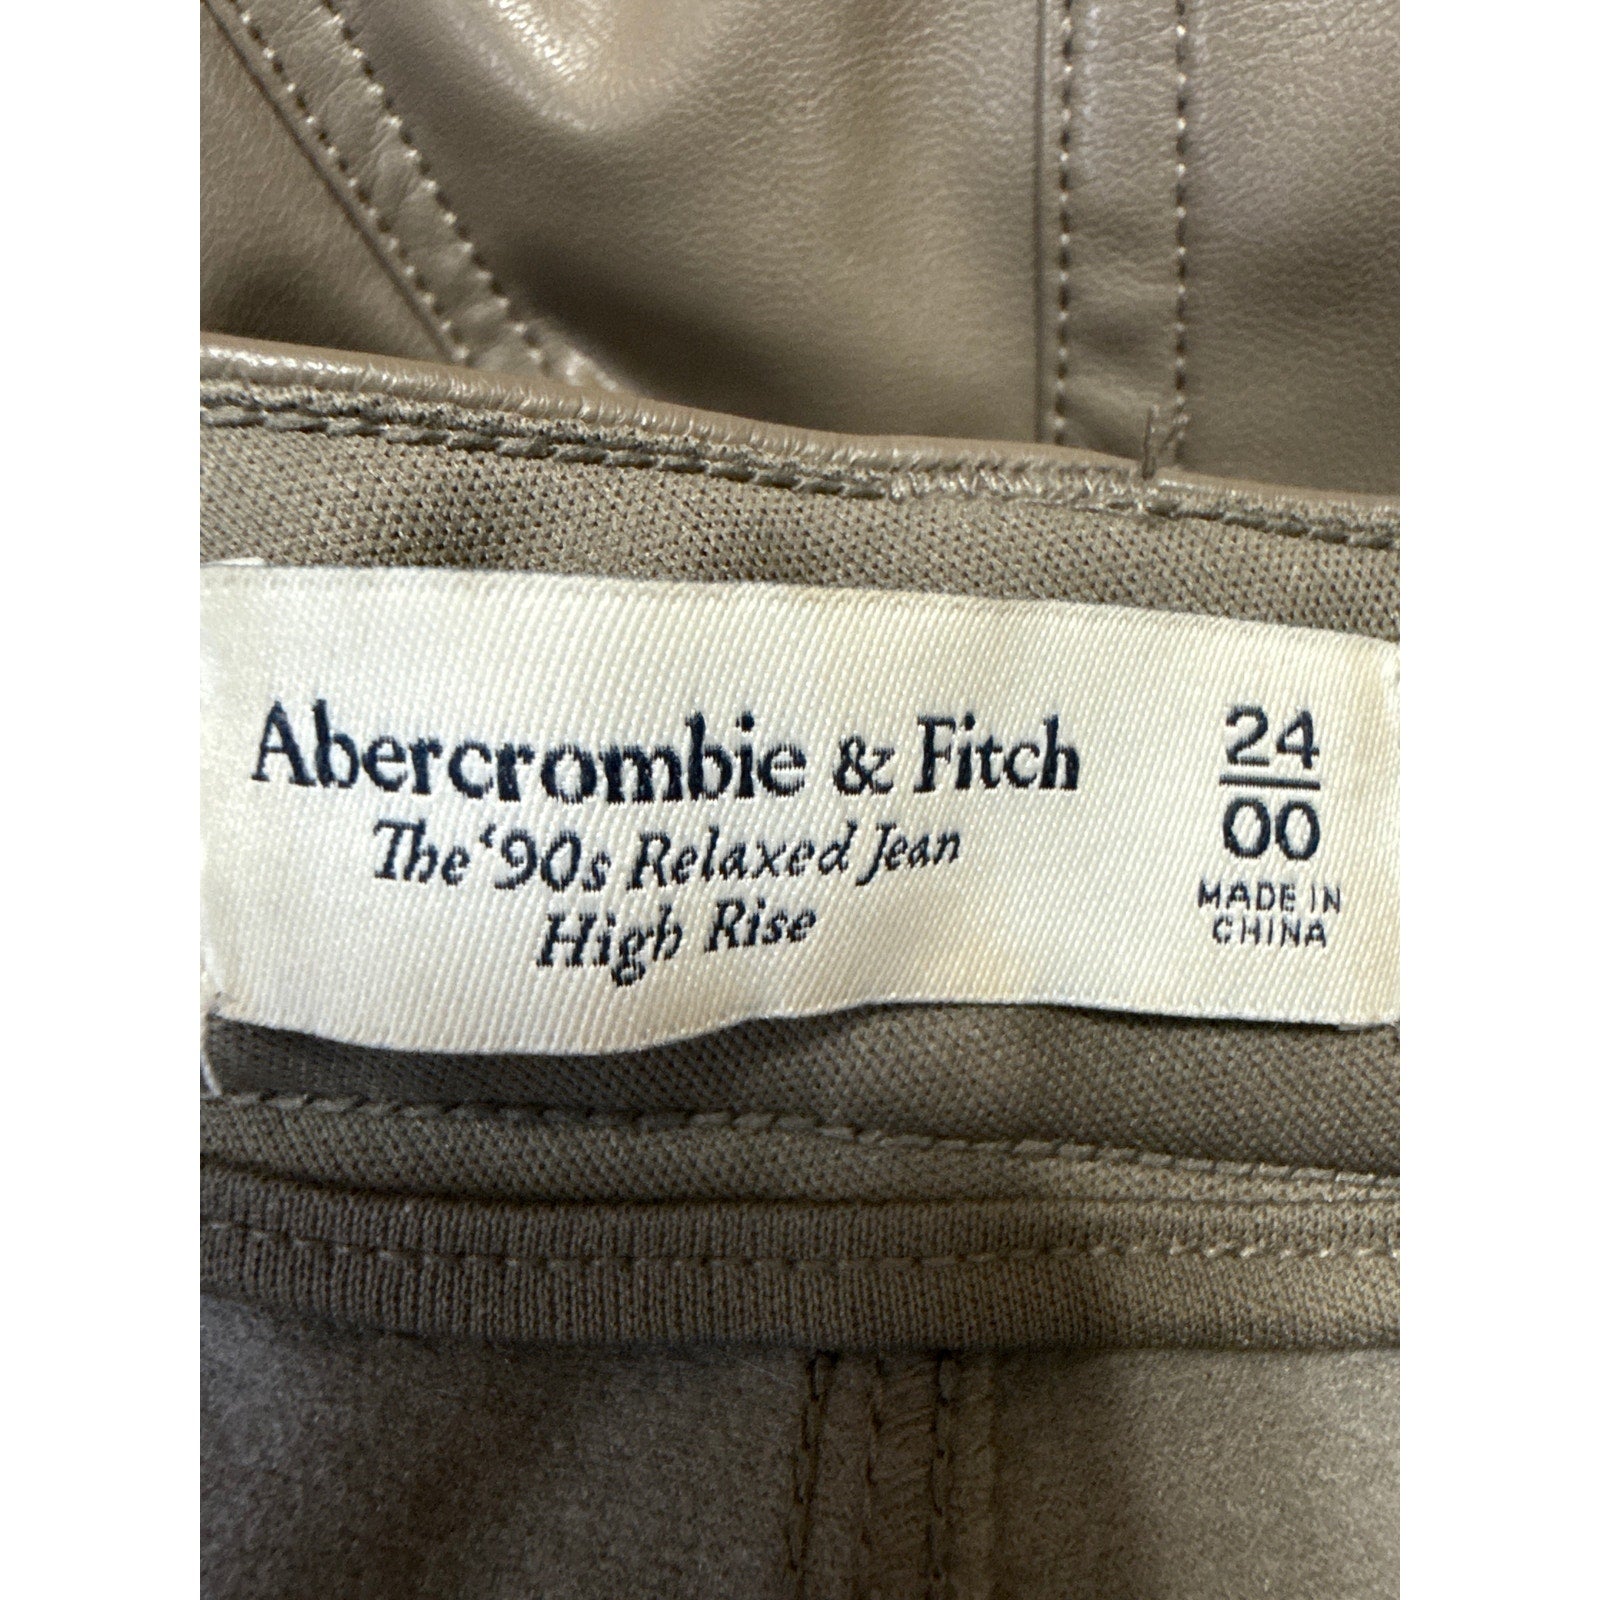 Abercrombie & Fitch
The '90s Relaxed Jean
High Rise
24
00
MADE IN
CHINA